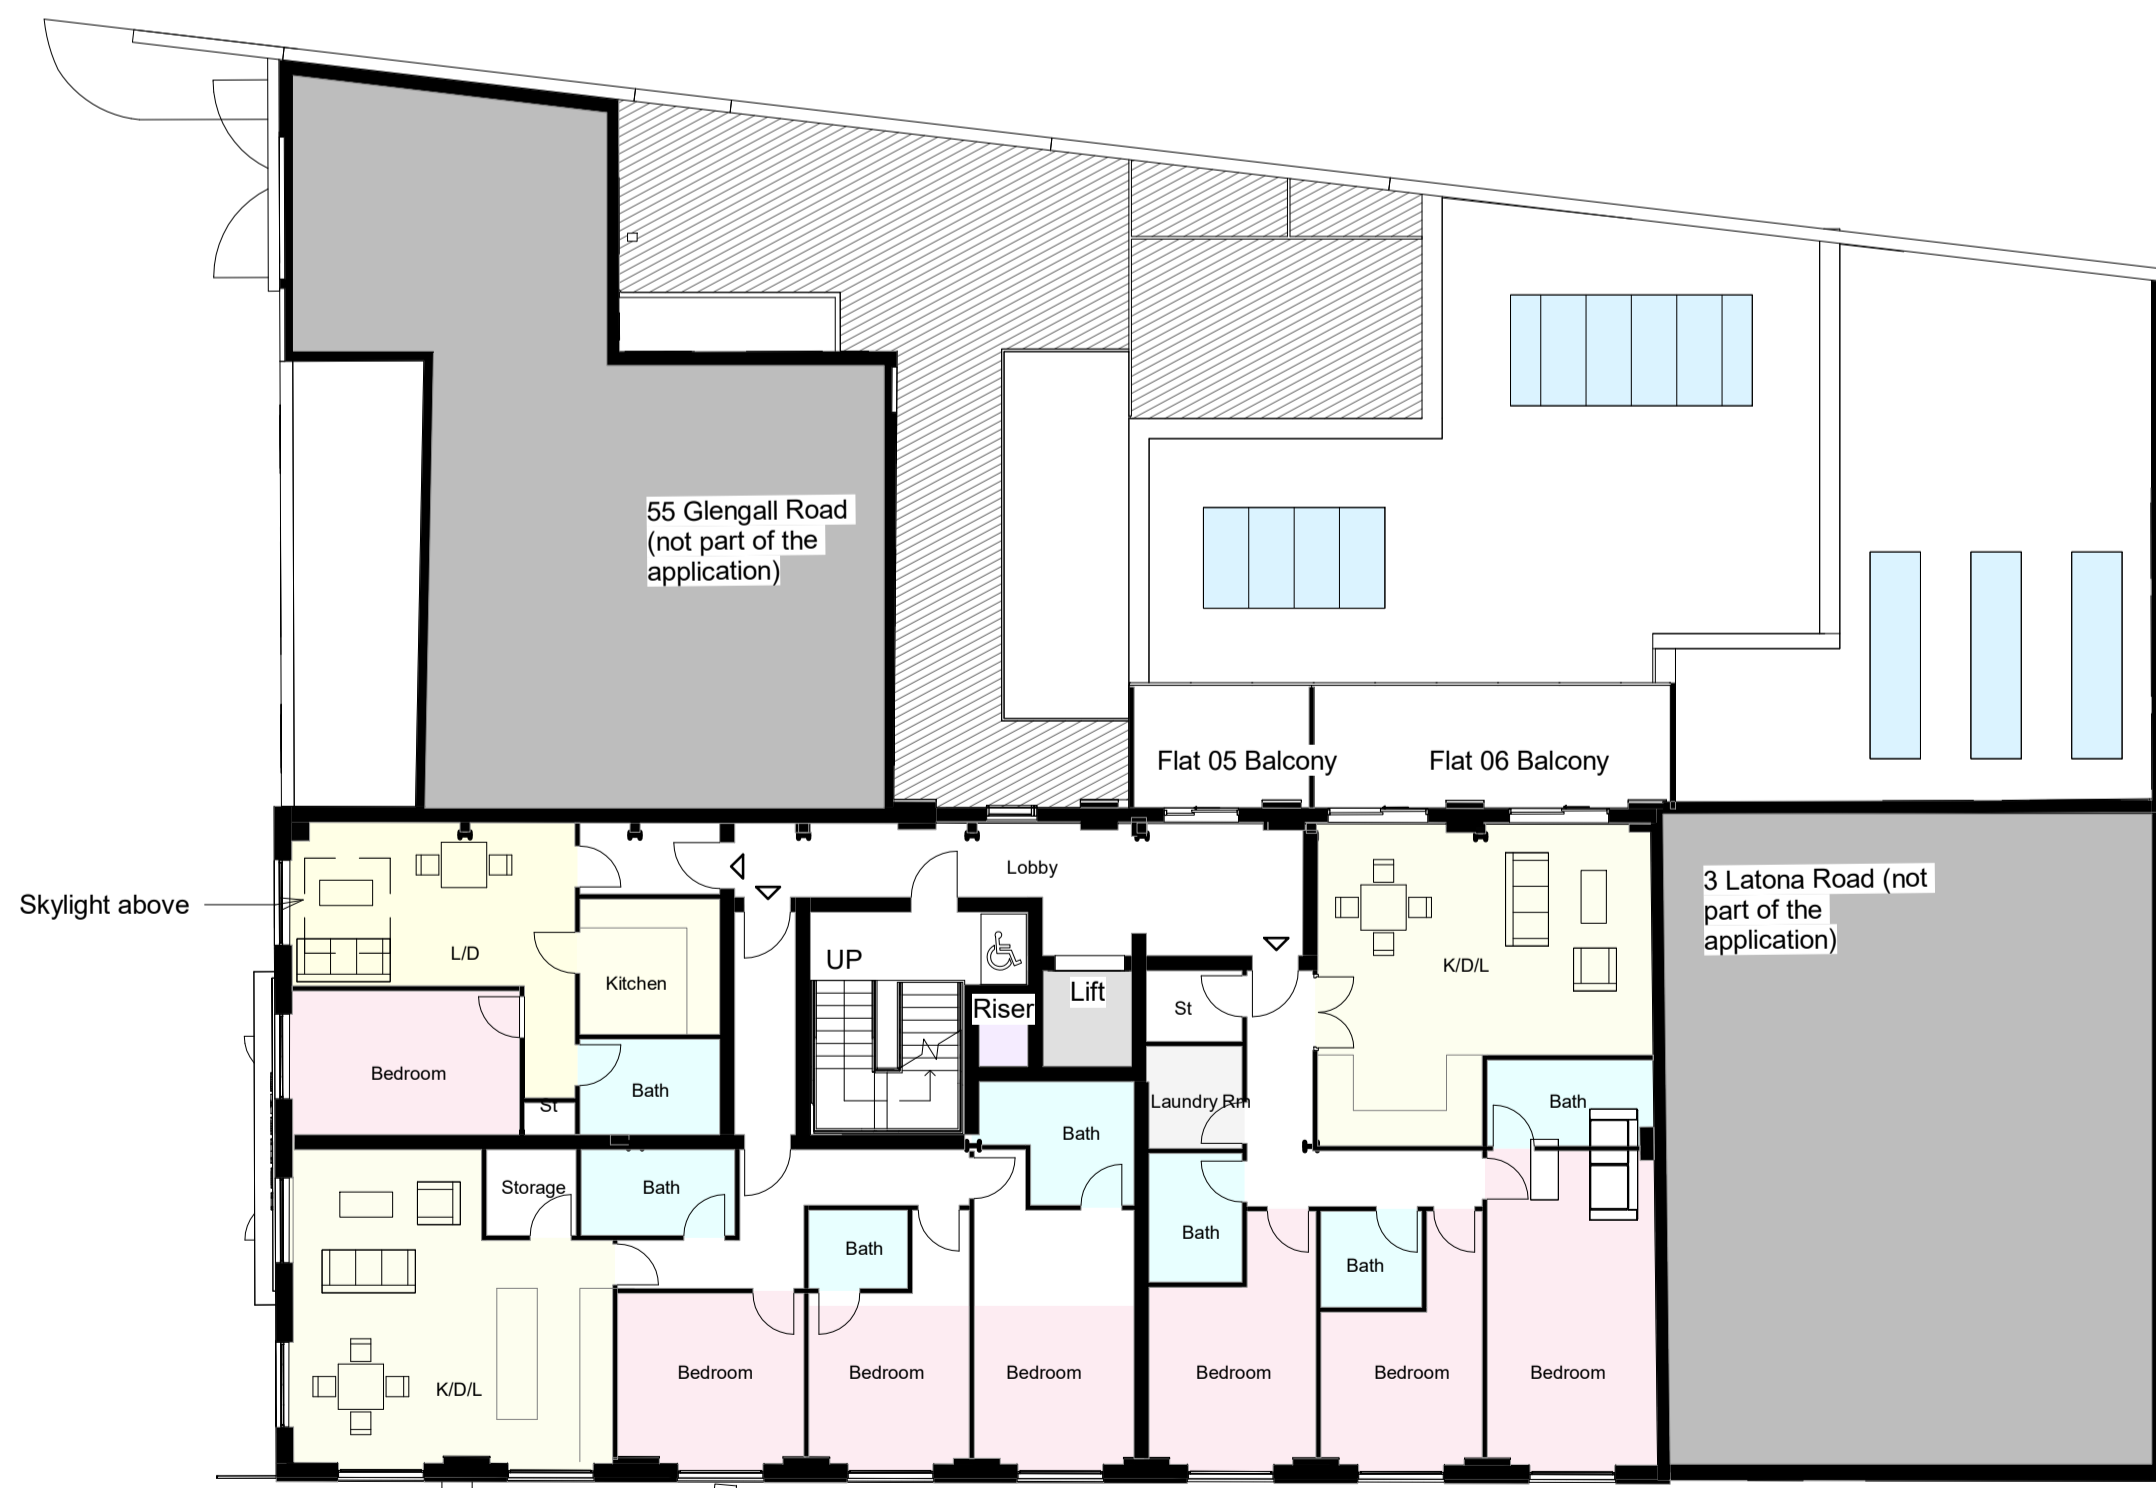 55 Glengall Road
(not part of the
application)
Flat 05 Balcony
Flat 06 Balcony
Skylight above
Lobby
3 Latona Road (not
part of the
application)
L/D
UP
K/D/L
Kitchen
Lift
Riser
St
Bedroom
Bath
St
Laundry Rm
Bath
Bath
Storage
Bath
Bath
Bath
Bath
Bedroom
Bedroom
Bedroom
Bedroom
Bedroom
Bedroom
K/D/L